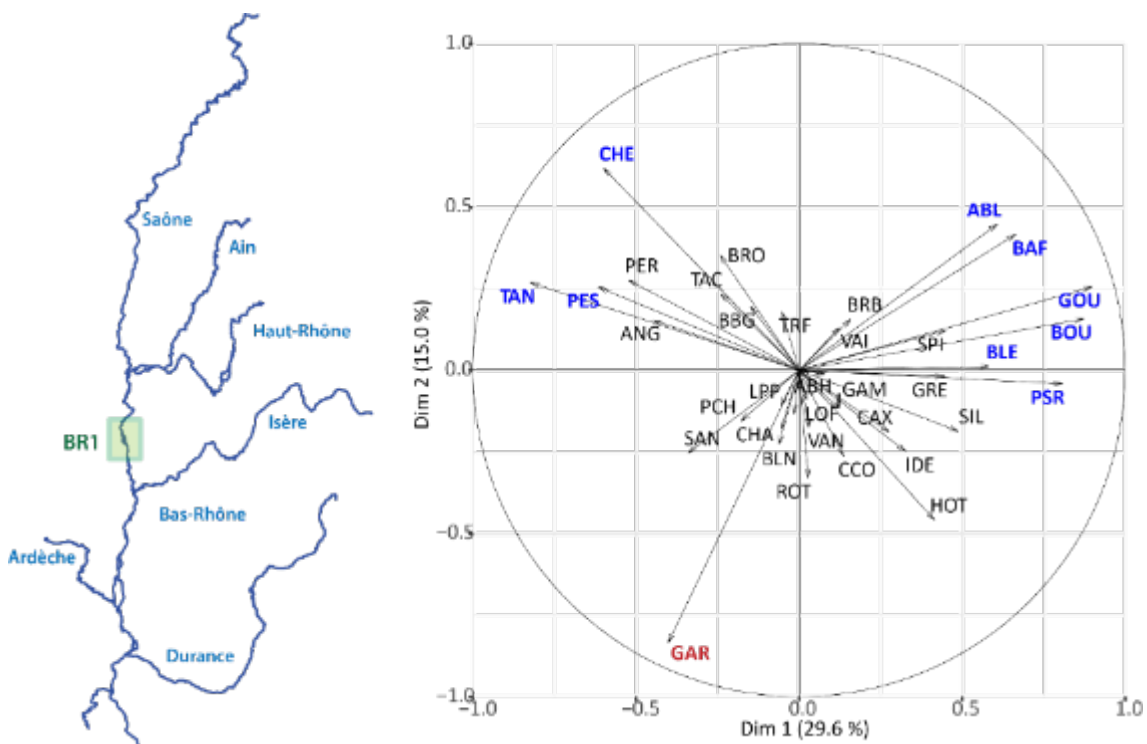 Saône
Ain
Haut-Rhône
Isère
BR1
Bas-Rhône
Ardèche
Durance
1.0
0.5
0.0
−0.5
−1.0
Dim 2 (15.0 %)
CHE
ABL
BAF
BRO
PER
TAC
TAN
PES
GOU
BRB
BBG
TRF
ANG
VAI
SPI
BOU
BLE
LPF
ABH
GAM
GRE
PSR
PCH
LOF
CAX
SIL
SAN
CHA
VAN
BLN
CCO
IDE
ROT
HOT
GAR
−1.0
−0.5
0.0
0.5
1.0
Dim 1 (29.6 %)